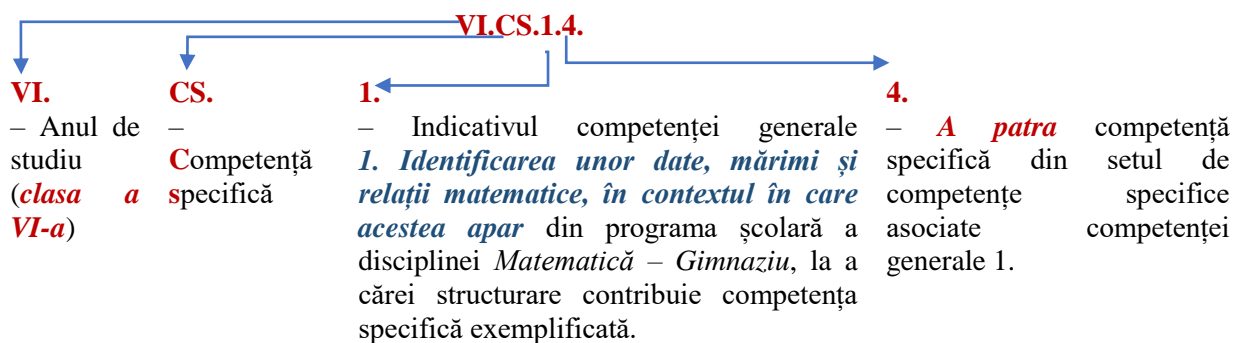 VI.CS.1.4.
VI.
– Anul de
studiu
(clasa a
VI-a)
CS.
–
Competență
specifică
1.
– Indicativul competenței generale
1. Identificarea unor date, mărimi și
relații matematice, în contextul în care
acestea apar din programa școlară a
disciplinei Matematică – Gimnaziu, la a
cărei structurare contribuie competența
specifică exemplificată.
4.
– A patra competență
specifică din setul de
competențe specifice
asociate competenței
generale 1.